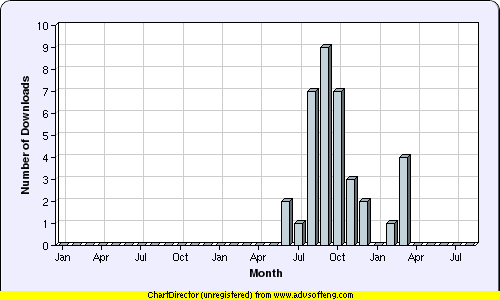 10
9
8
7
6
5
4
3
2
1
0
Number of Downloads
Jan Apr Jul Oct Jan Apr Jul Oct Jan Apr Jul
Month
ChartDirector (unregistered) from www.advsofteng.com